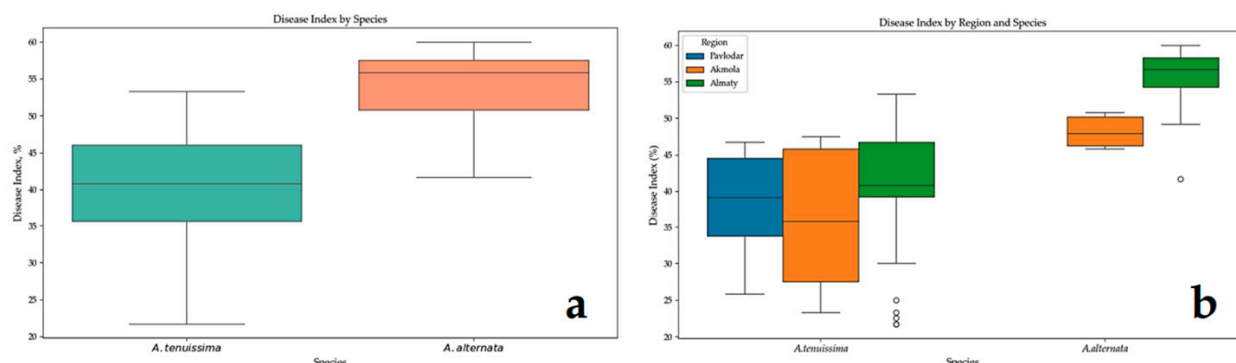 Disease Index by Species
Disease Index, %
60
55
50
45
40
35
30
25
20
A.tenuissima
A.alternata
Species
a
Disease Index by Region and Species
Disease Index (%)
60
55
50
45
40
35
30
25
20
Region
Pavlodar
Akmola
Almaty
A.tenuissima
A.alternata
Species
b